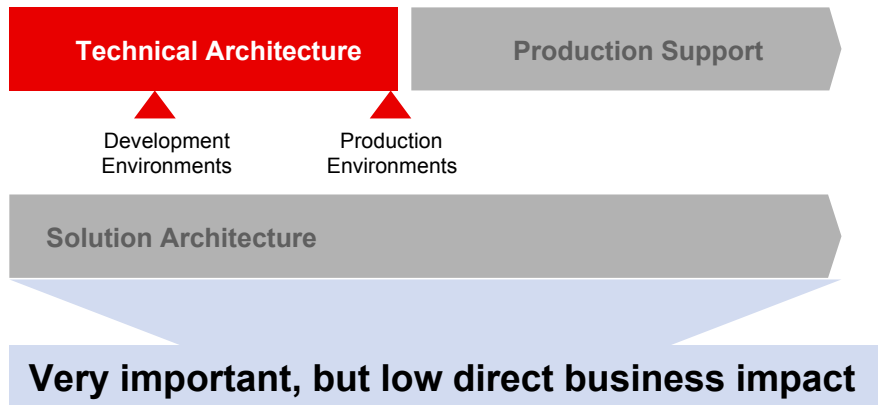 Technical Architecture
Production Support
Development
Environments
Production
Environments
Solution Architecture
Very important, but low direct business impact